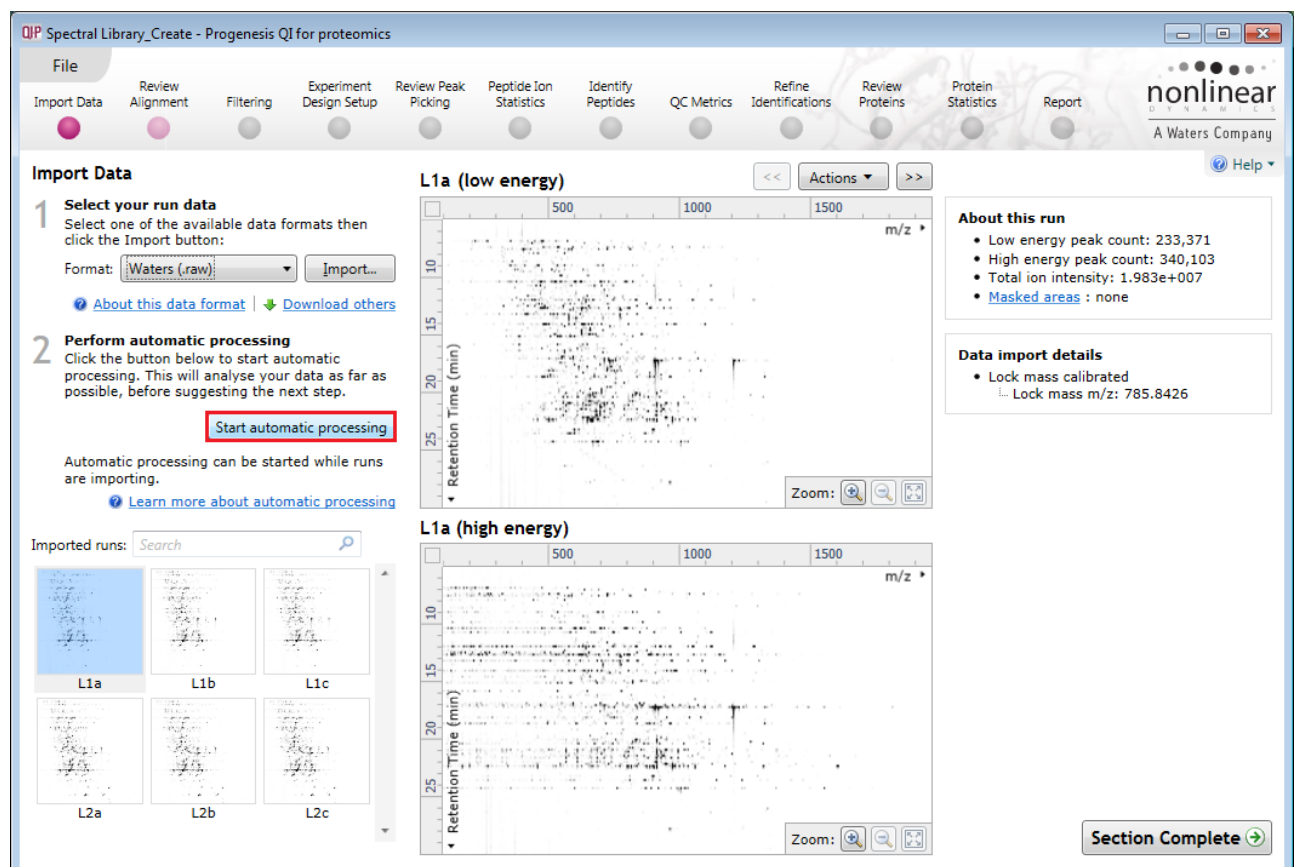 QIP Spectral Library_Create - Progenesis QI for proteomics
File
Import Data
Review
Alignment
Filtering
Experiment
Design Setup
Review Peak
Picking
Peptide Ion
Statistics
Identify
Peptides
QC Metrics
Refine
Identifications
Review
Proteins
Protein
Statistics
Report
nonlinear
DYNAMICS
A Waters Company
Help
Import Data
1 Select your run data
Select one of the available data formats then
click the Import button:
Format: Waters (.raw) Import...
About this data format | Download others
2 Perform automatic processing
Click the button below to start automatic
processing. This will analyse your data as far as
possible, before suggesting the next step.
Start automatic processing
Automatic processing can be started while runs
are importing.
Learn more about automatic processing
Imported runs: Search
L1a L1b L1c
L2a L2b L2c
L1a (low energy)
<< Actions >>
500 1000 1500
m/z
10
15
20
25
Retention Time (min)
Zoom:
L1a (high energy)
500 1000 1500
m/z
10
15
20
25
Retention Time (min)
Zoom:
About this run
• Low energy peak count: 233,371
• High energy peak count: 340,103
• Total ion intensity: 1.983e+007
• Masked areas : none
Data import details
• Lock mass calibrated
Lock mass m/z: 785.8426
Section Complete